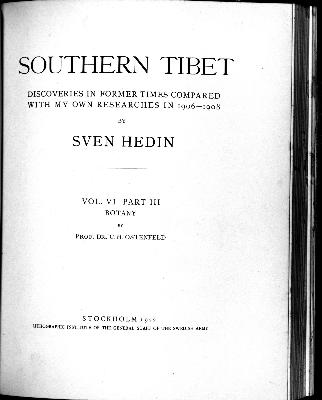 SOUTHERN TIBET
DISCOVERIES IN FORMER TIMES COMPARED
WITH MY OWN RESEARCHES IN 1906—1908
BY
SVEN HEDIN
VOL. VI PART III
BOTANY
BY
PROF. DR. OSTENFELD
STOCKHOLM
LITHOGRAPHIC INSTITUTE OF THE GENERAL STAFF OF THE SWEDISH ARMY